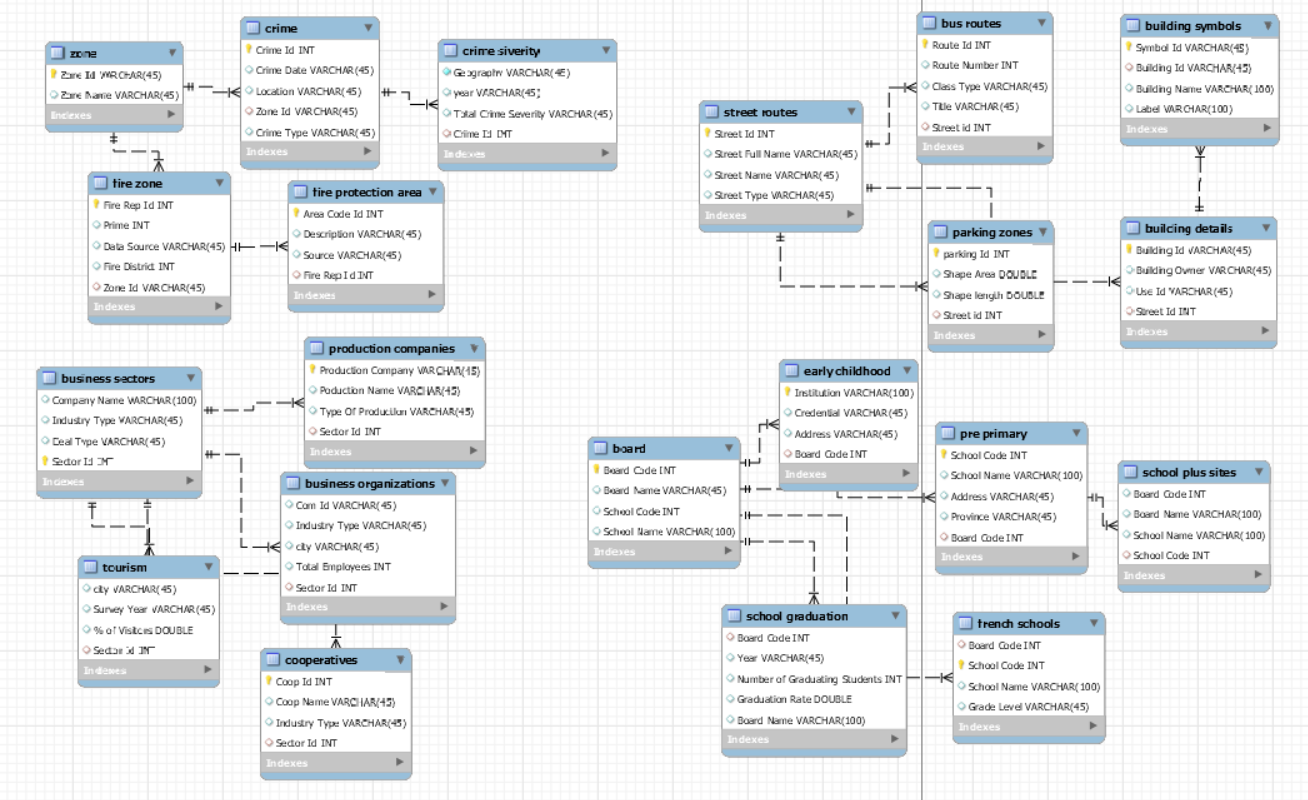 zone
Zone Id VARCHAR(45)
Zone Name VARCHAR(45)
Indexes
crime
Crime Id INT
Crime Date VARCHAR(45)
Location VARCHAR(45)
Zone Id VARCHAR(45)
Crime Type VARCHAR(45)
Indexes
crime siverity
Geography VARCHAR(45)
year VARCHAR(45)
Total Crime Severity VARCHAR(45)
Crime Id INT
Indexes
fire zone
Fire Rep Id INT
Prime INT
Data Source VARCHAR(45)
Fire District INT
Zone Id VARCHAR(45)
Indexes
fire protection area
Area Code Id INT
Description VARCHAR(45)
Source VARCHAR(45)
Fire Rep Id INT
Indexes
street routes
Street Id INT
Street Full Name VARCHAR(45)
Street Name VARCHAR(45)
Street Type VARCHAR(45)
Indexes
bus routes
Route Id INT
Route Number INT
Class Type VARCHAR(45)
Title VARCHAR(45)
Street id INT
Indexes
building symbols
Symbol Id VARCHAR(45)
Building Id VARCHAR(45)
Building Name VARCHAR(100)
Label VARCHAR(100)
Indexes
parking zones
parking Id INT
Shape Area DOUBLE
Shape length DOUBLE
Street id INT
Indexes
building details
Building Id VARCHAR(45)
Building Owner VARCHAR(45)
Use Id VARCHAR(45)
Street Id INT
Indexes
business sectors
Company Name VARCHAR(100)
Industry Type VARCHAR(45)
Deal Type VARCHAR(45)
Sector Id INT
Indexes
production companies
Production Company VARCHAR(45)
Poduction Name VARCHAR(45)
Type Of Production VARCHAR(45)
Sector Id INT
Indexes
business organizations
Com Id VARCHAR(45)
Industry Type VARCHAR(45)
city VARCHAR(45)
Total Employees INT
Sector Id INT
Indexes
tourism
city VARCHAR(45)
Survey Year VARCHAR(45)
% of Visitors DOUBLE
Sector Id INT
Indexes
cooperatives
Coop Id INT
Coop Name VARCHAR(45)
Industry Type VARCHAR(45)
Sector Id INT
Indexes
board
Board Code INT
Board Name VARCHAR(45)
School Code INT
School Name VARCHAR(100)
Indexes
early childhood
Institution VARCHAR(100)
Credential VARCHAR(45)
Address VARCHAR(45)
Board Code INT
Indexes
pre primary
School Code INT
School Name VARCHAR(100)
Address VARCHAR(45)
Province VARCHAR(45)
Board Code INT
Indexes
school plus sites
Board Code INT
Board Name VARCHAR(100)
School Name VARCHAR(100)
School Code INT
Indexes
school graduation
Board Code INT
Year VARCHAR(45)
Number of Graduating Students INT
Graduation Rate DOUBLE
Board Name VARCHAR(100)
Indexes
french schools
Board Code INT
School Code INT
School Name VARCHAR(100)
Grade Level VARCHAR(45)
Indexes